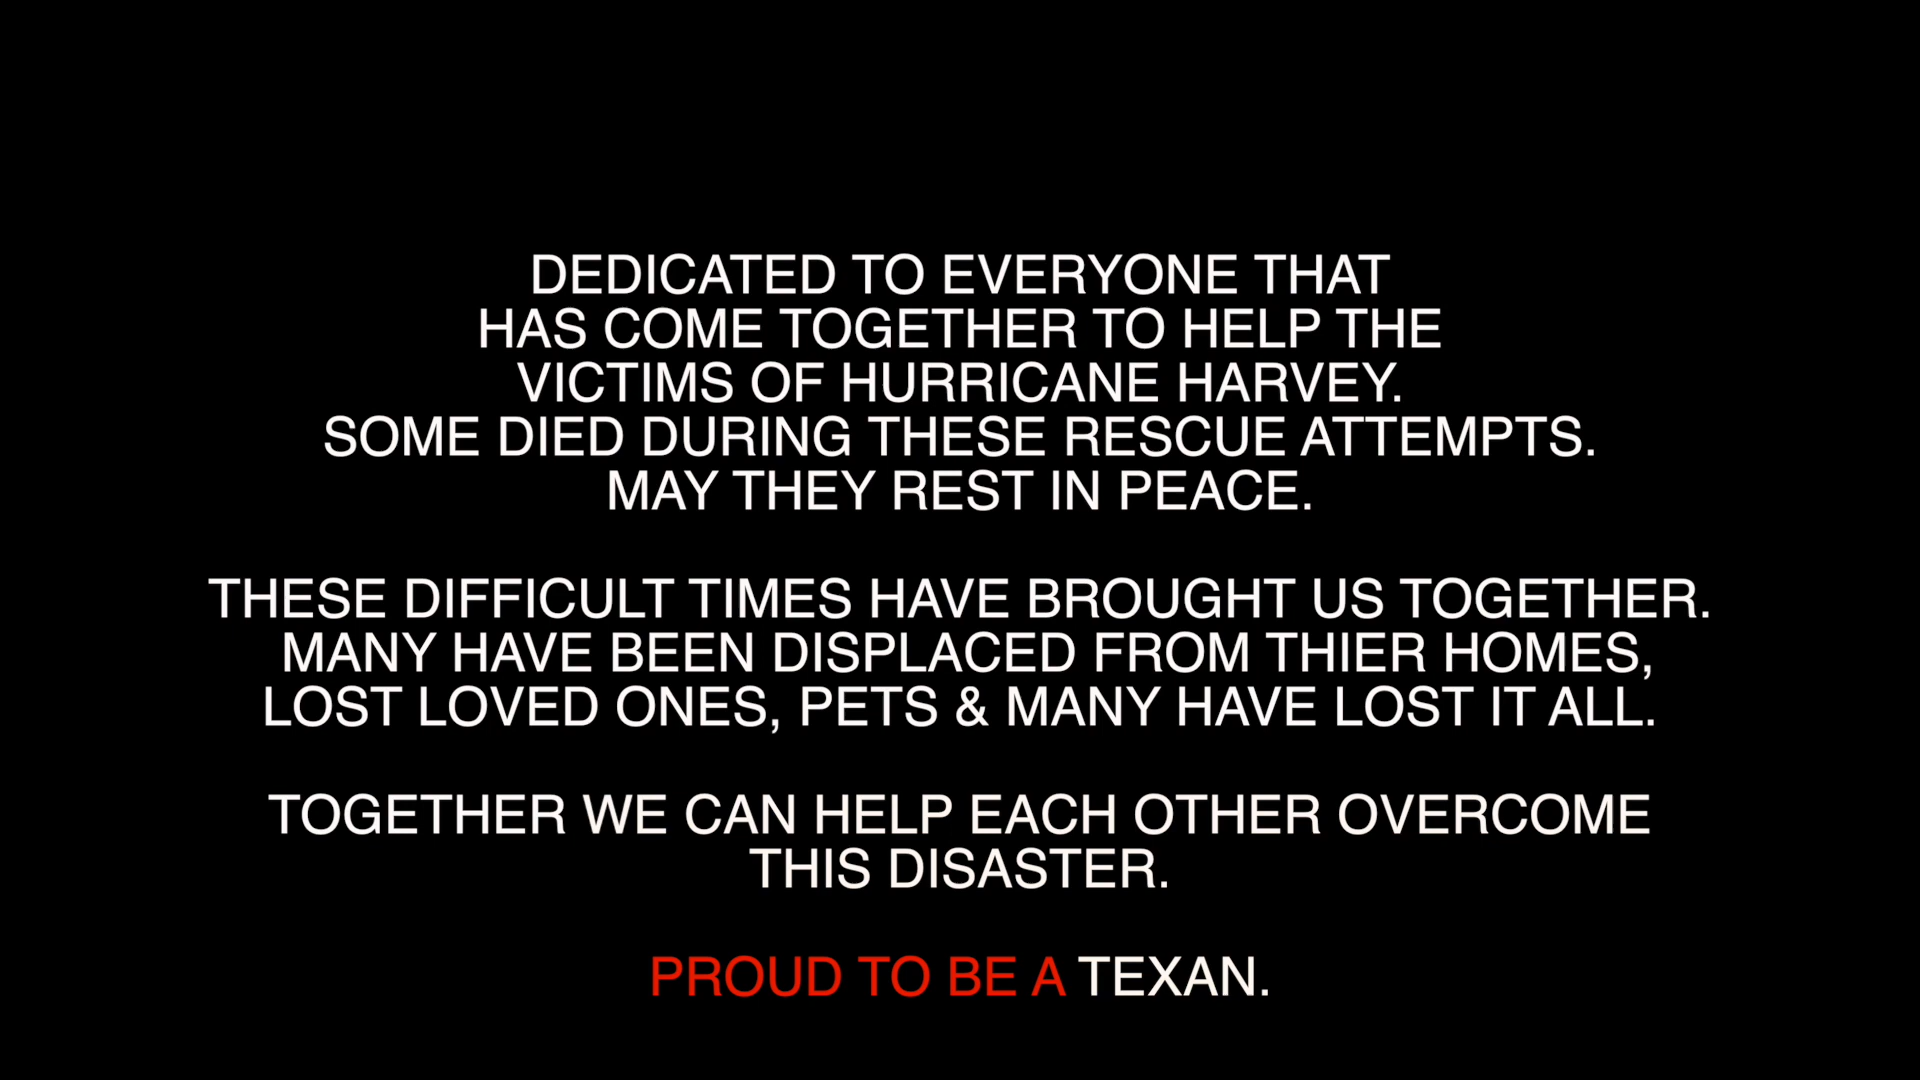 DEDICATED TO EVERYONE THAT
HAS COME TOGETHER TO HELP THE
VICTIMS OF HURRICANE HARVEY.
SOME DIED DURING THESE RESCUE ATTEMPTS.
MAY THEY REST IN PEACE.
THESE DIFFICULT TIMES HAVE BROUGHT US TOGETHER.
MANY HAVE BEEN DISPLACED FROM THIER HOMES,
LOST LOVED ONES, PETS & MANY HAVE LOST IT ALL.
TOGETHER WE CAN HELP EACH OTHER OVERCOME
THIS DISASTER.
PROUD TO BE A TEXAN.